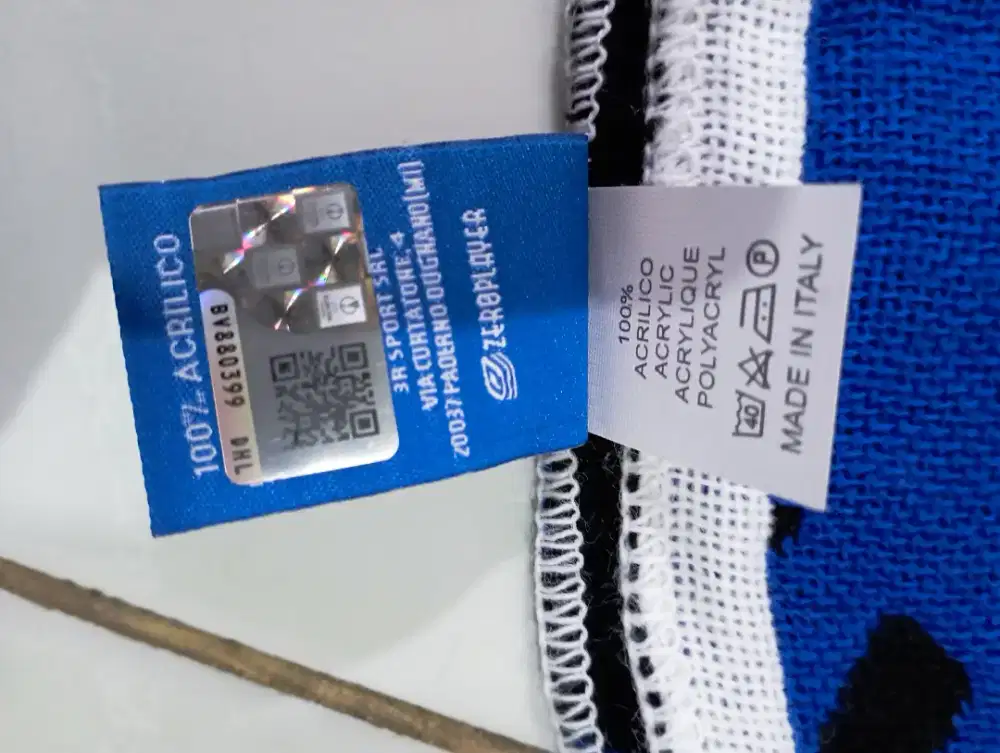 100% ACRILICO
BV880399 DHL
3R SPORT SRL
VIA CURTATONE 4
20037 PADERNO DUGNANO (MI)
ZEROPLAYER
100%
ACRILICO
ACRYLIC
ACRYLIQUE
POLYACRYL
40 P
MADE IN ITALY